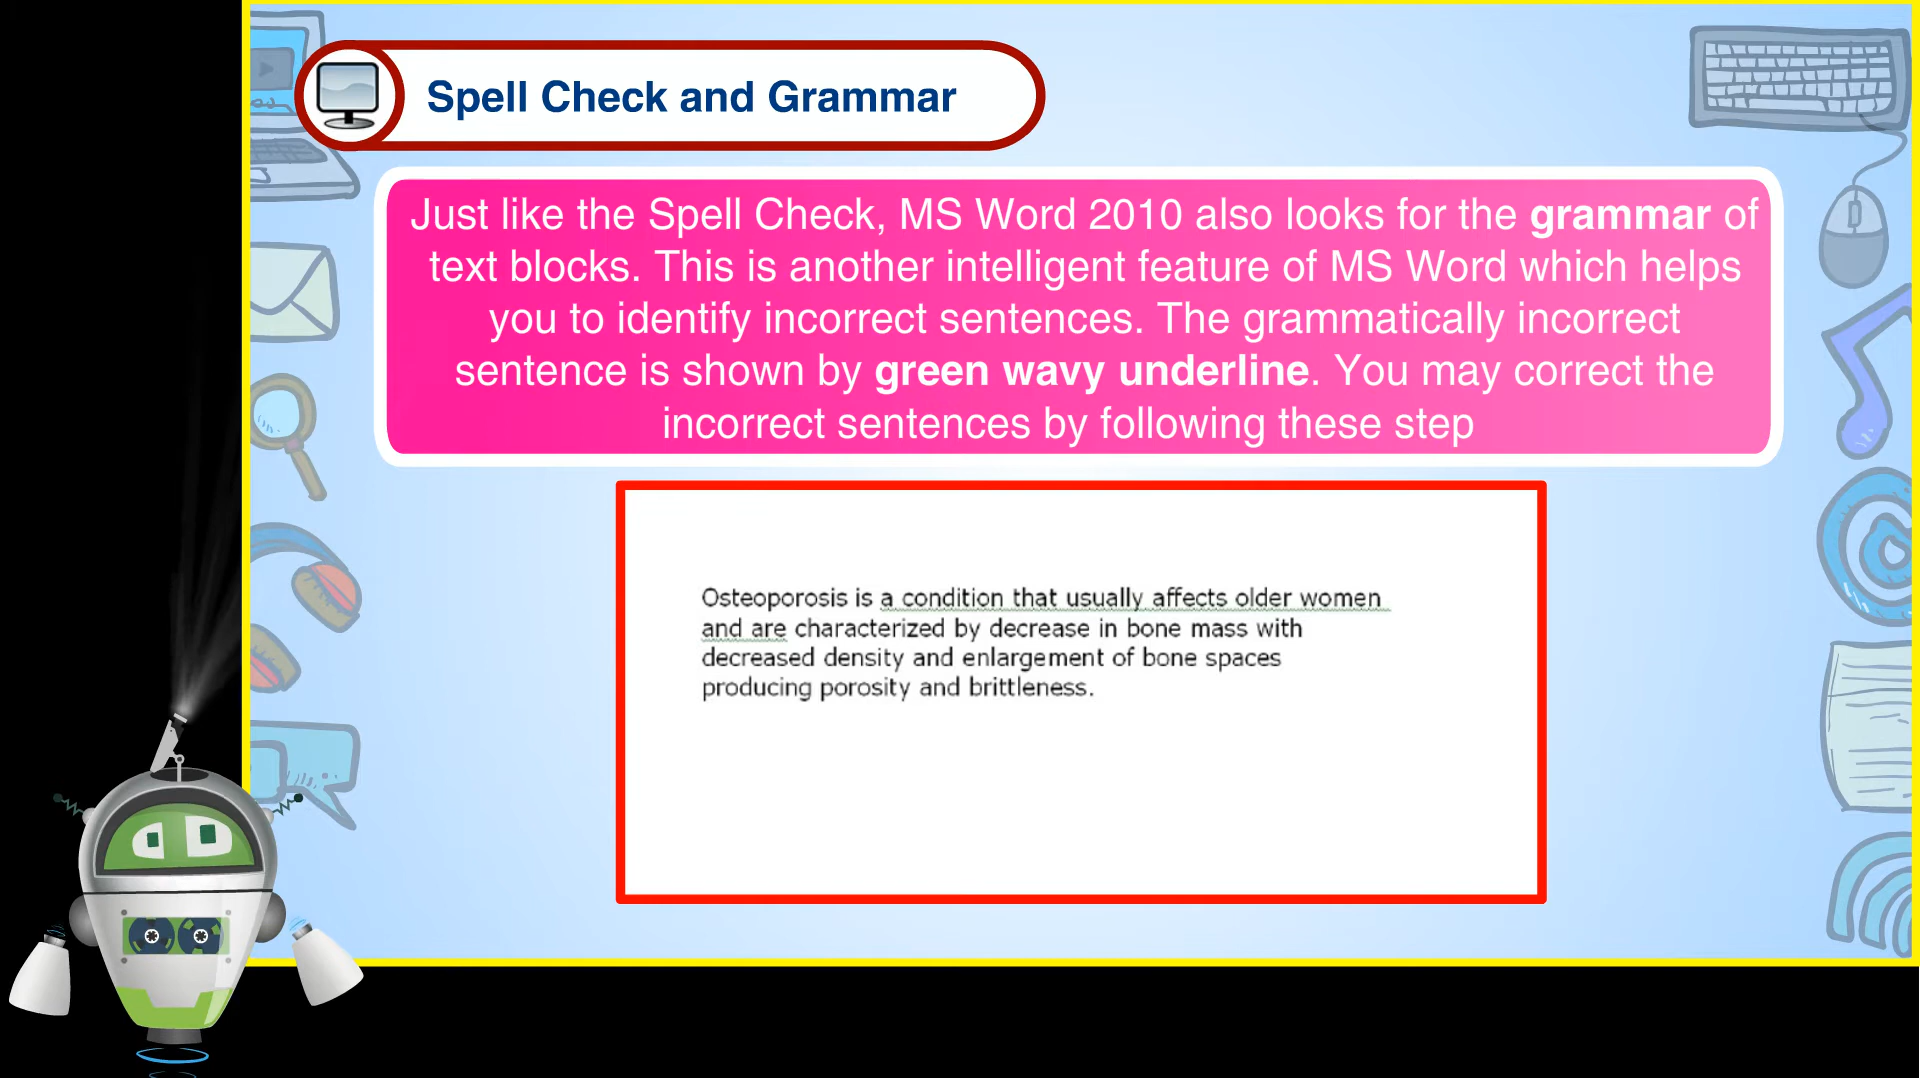 Spell Check and Grammar
Just like the Spell Check, MS Word 2010 also looks for the grammar of
text blocks. This is another intelligent feature of MS Word which helps
you to identify incorrect sentences. The grammatically incorrect
sentence is shown by green wavy underline. You may correct the
incorrect sentences by following these step
Osteoporosis is a condition that usually affects older women
and are characterized by decrease in bone mass with
decreased density and enlargement of bone spaces
producing porosity and brittleness.